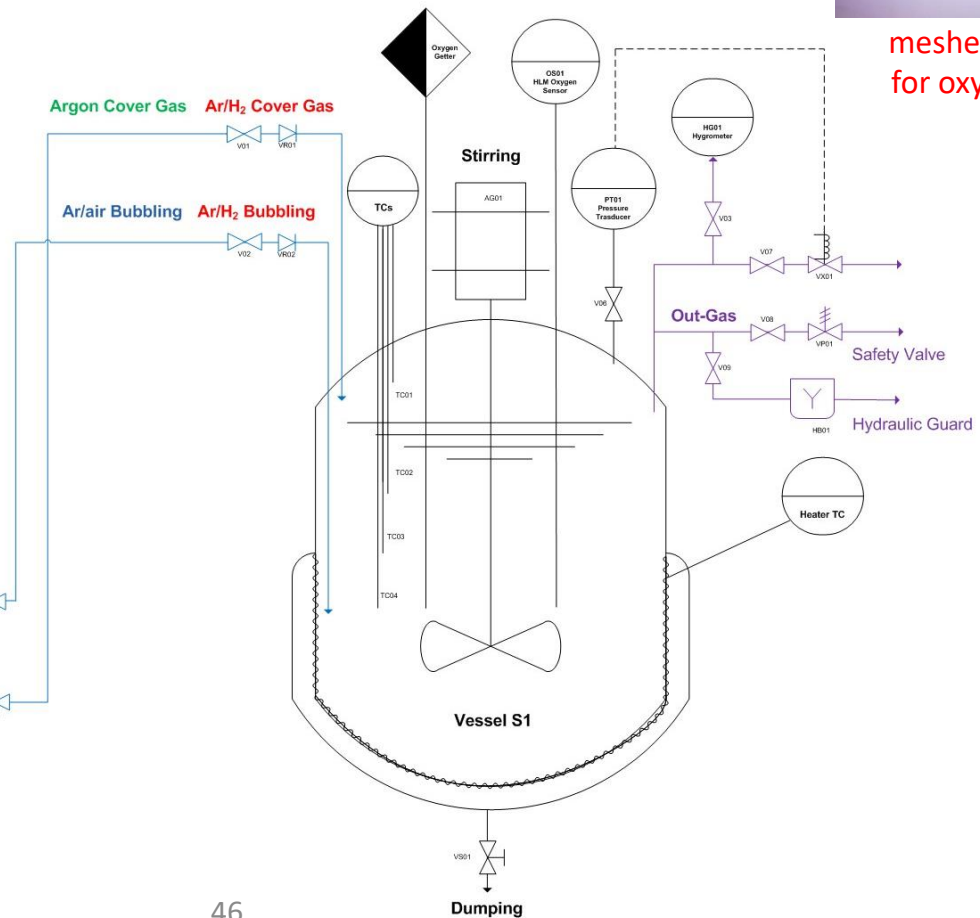 meshe
for oxy
Oxygen
Getter
OS01
HLM Oxygen
Sensor
Argon Cover Gas Ar/H₂ Cover Gas
V01
VR01
HG01
Hygrometer
Stirring
TCs
AG01
PT01
Pressure
Trasducer
Ar/air Bubbling Ar/H₂ Bubbling
V02
VR02
V03
V07
VX01
V06
Out-Gas
V08
VP01
Safety Valve
V09
HB01
Hydraulic Guard
TC01
TC02
TC03
TC04
Heater TC
Vessel S1
VS01
Dumping
46